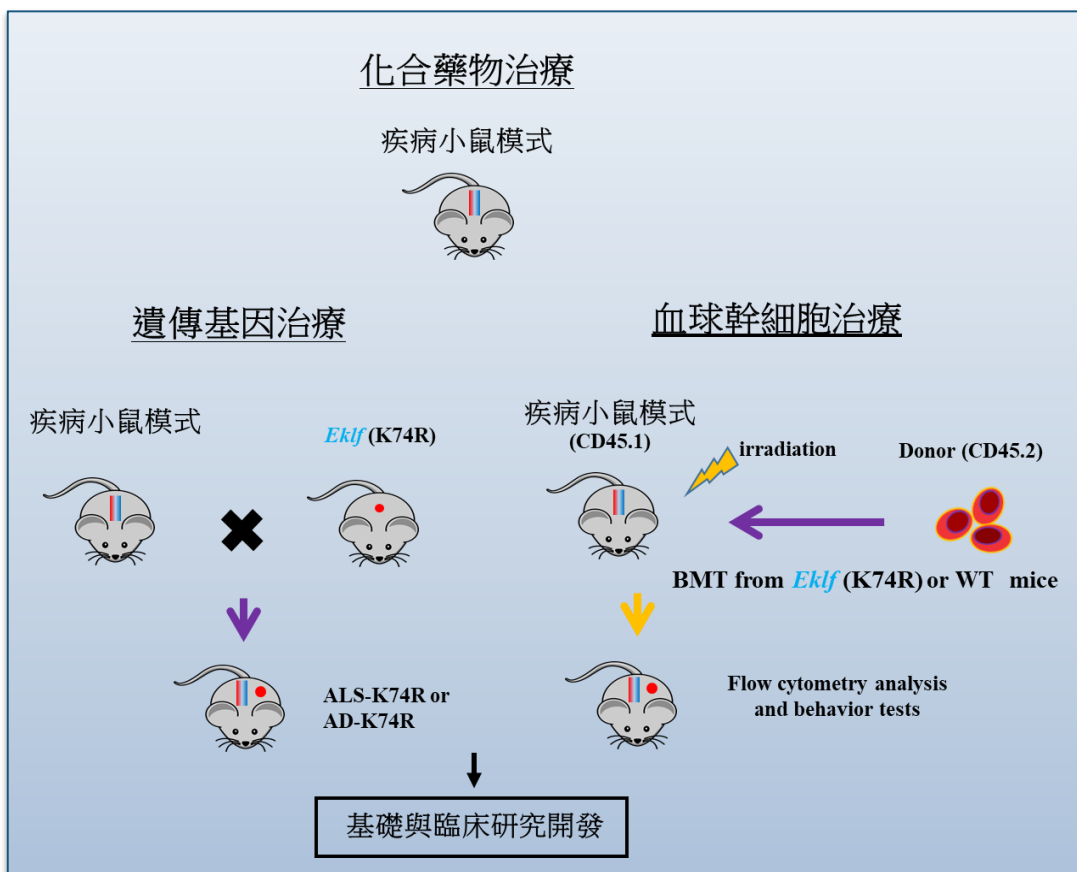 化合藥物治療
疾病小鼠模式
遺傳基因治療
血球幹細胞治療
疾病小鼠模式
Eklf (K74R)
疾病小鼠模式
(CD45.1)
irradiation
Donor (CD45.2)
BMT from Eklf (K74R) or WT mice
ALS-K74R or
AD-K74R
Flow cytometry analysis
and behavior tests
基礎與臨床研究開發